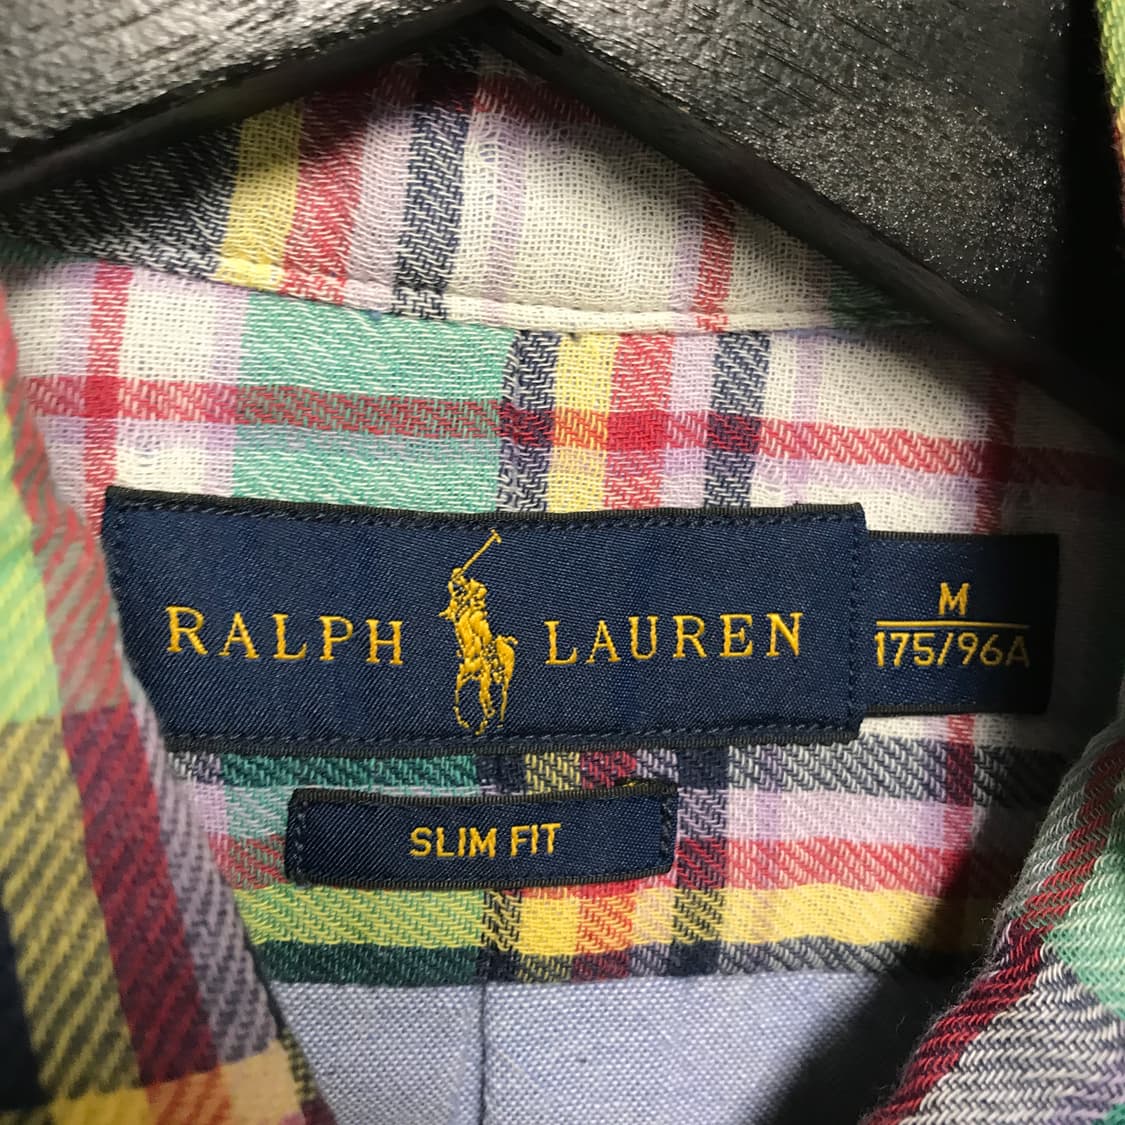 RALPH LAUREN
M
175/96A
SLIM FIT